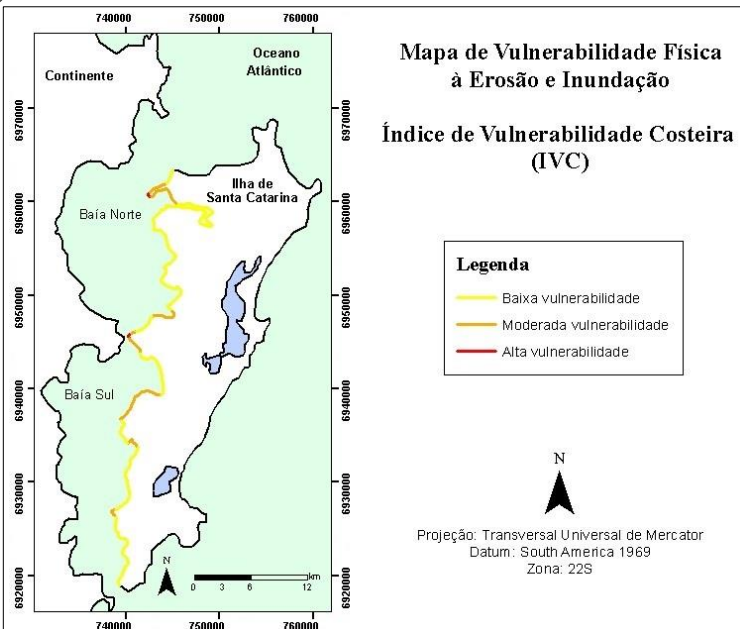 740000 750000 760000
Continente
Oceano
Atlântico
Baía Norte
Ilha de
Santa Catarina
Baía Sul
6970000
6960000
6950000
6940000
6930000
6920000
6970000
6960000
6950000
6940000
6930000
6920000
N
0 3 6 12
km
740000 750000 760000
Mapa de Vulnerabilidade Física
à Erosão e Inundação
Índice de Vulnerabilidade Costeira
(IVC)
Legenda
Baixa vulnerabilidade
Moderada vulnerabilidade
Alta vulnerabilidade
N
Projeção: Transversal Universal de Mercator
Datum: South America 1969
Zona: 22S